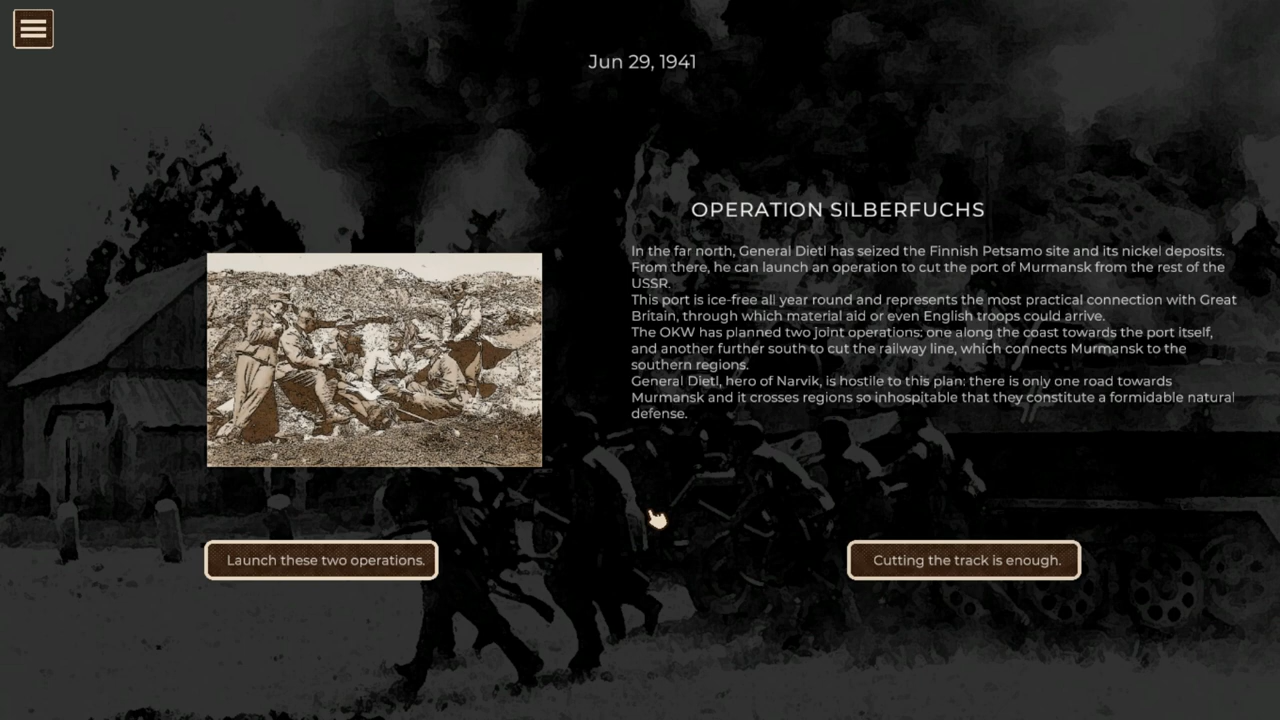 Jun 29, 1941
OPERATION SILBERFUCHS
In the far north, General Dietl has seized the Finnish Petsamo site and its nickel deposits.
From there, he can launch an operation to cut the port of Murmansk from the rest of the
USSR.
This port is ice-free all year round and represents the most practical connection with Great
Britain, through which material aid or even English troops could arrive.
The OKW has planned two joint operations: one along the coast towards the port itself,
and another further south to cut the railway line, which connects Murmansk to the
southern regions.
General Dietl, hero of Narvik, is hostile to this plan: there is only one road towards
Murmansk and it crosses regions so inhospitable that they constitute a formidable natural
defense.
Launch these two operations.
Cutting the track is enough.